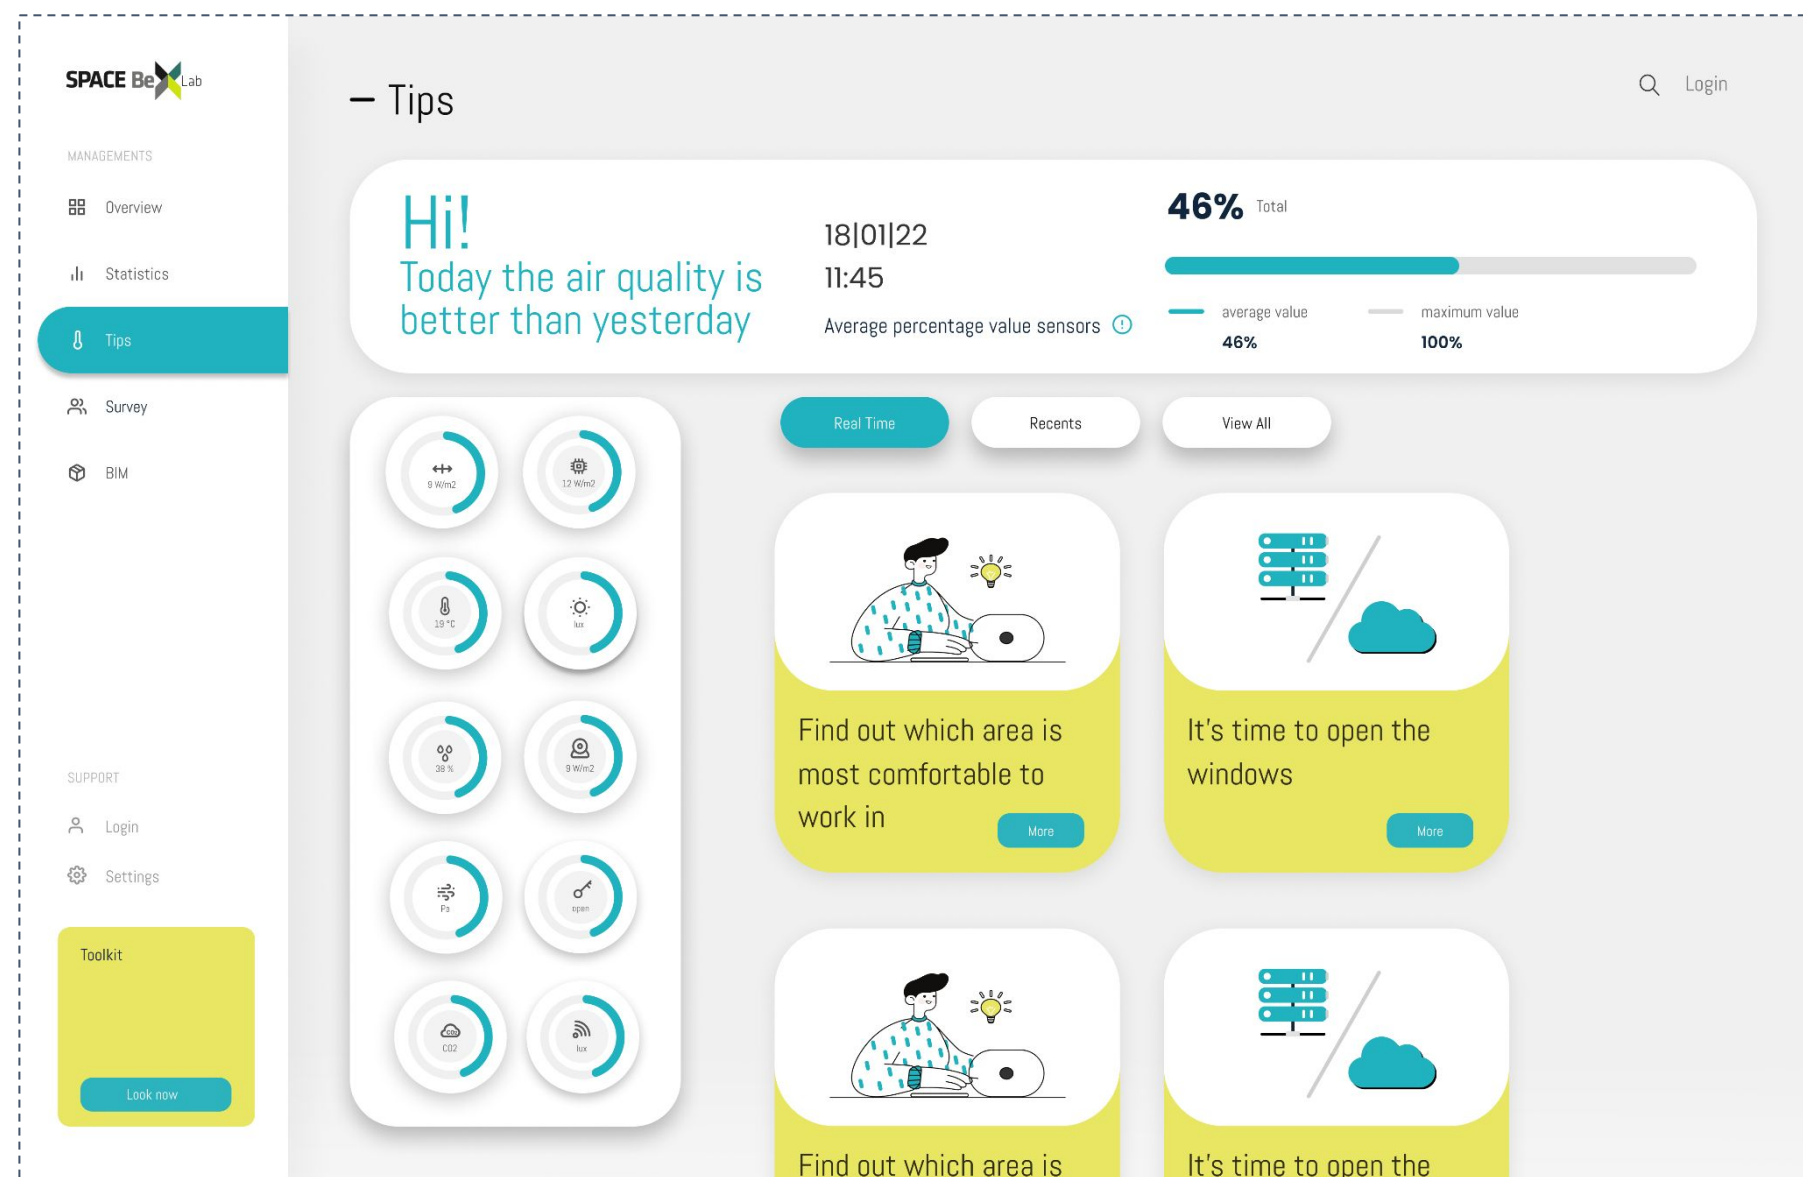 SPACE BeX Lab
MANAGEMENTS
Overview
Statistics
Tips
Survey
BIM
SUPPORT
Login
Settings
Toolkit
Look now
Tips
Login
Hi!
Today the air quality is
better than yesterday
18|01|22
11:45
Average percentage value sensors
46% Total
average value
46%
maximum value
100%
9 W/m2
12 W/m2
19 °C
lux
38 %
9 W/m2
Pa
open
CO2
CO2
lux
Real Time
Recents
View All
Find out which area is
most comfortable to
work in
More
It's time to open the
windows
More
Find out which area is
It's time to open the